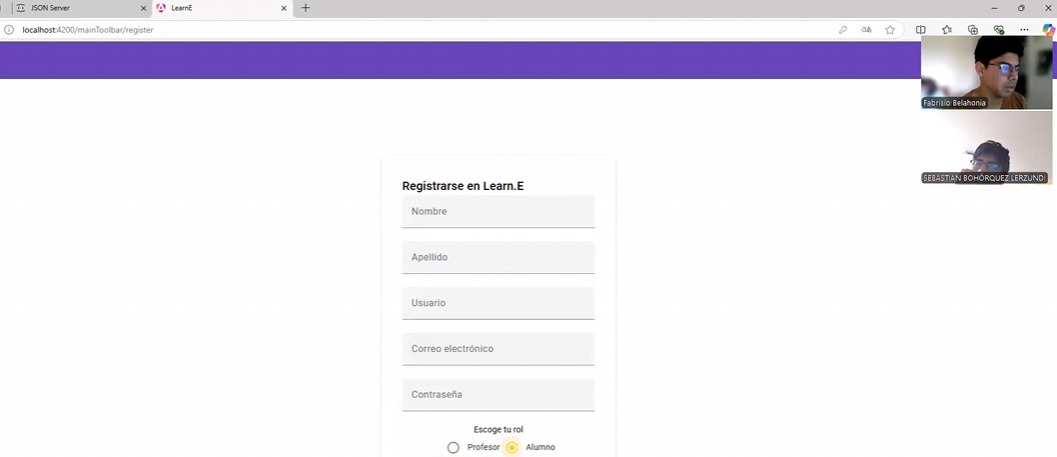 JSON Server
LearnE
localhost:4200/mainToolbar/register
Fabrisio Belahonia
SEBASTIAN BOHÓRQUEZ LERZUNDI
Registrarse en Learn.E
Nombre
Apellido
Usuario
Correo electrónico
Contraseña
Escoge tu rol
Profesor Alumno